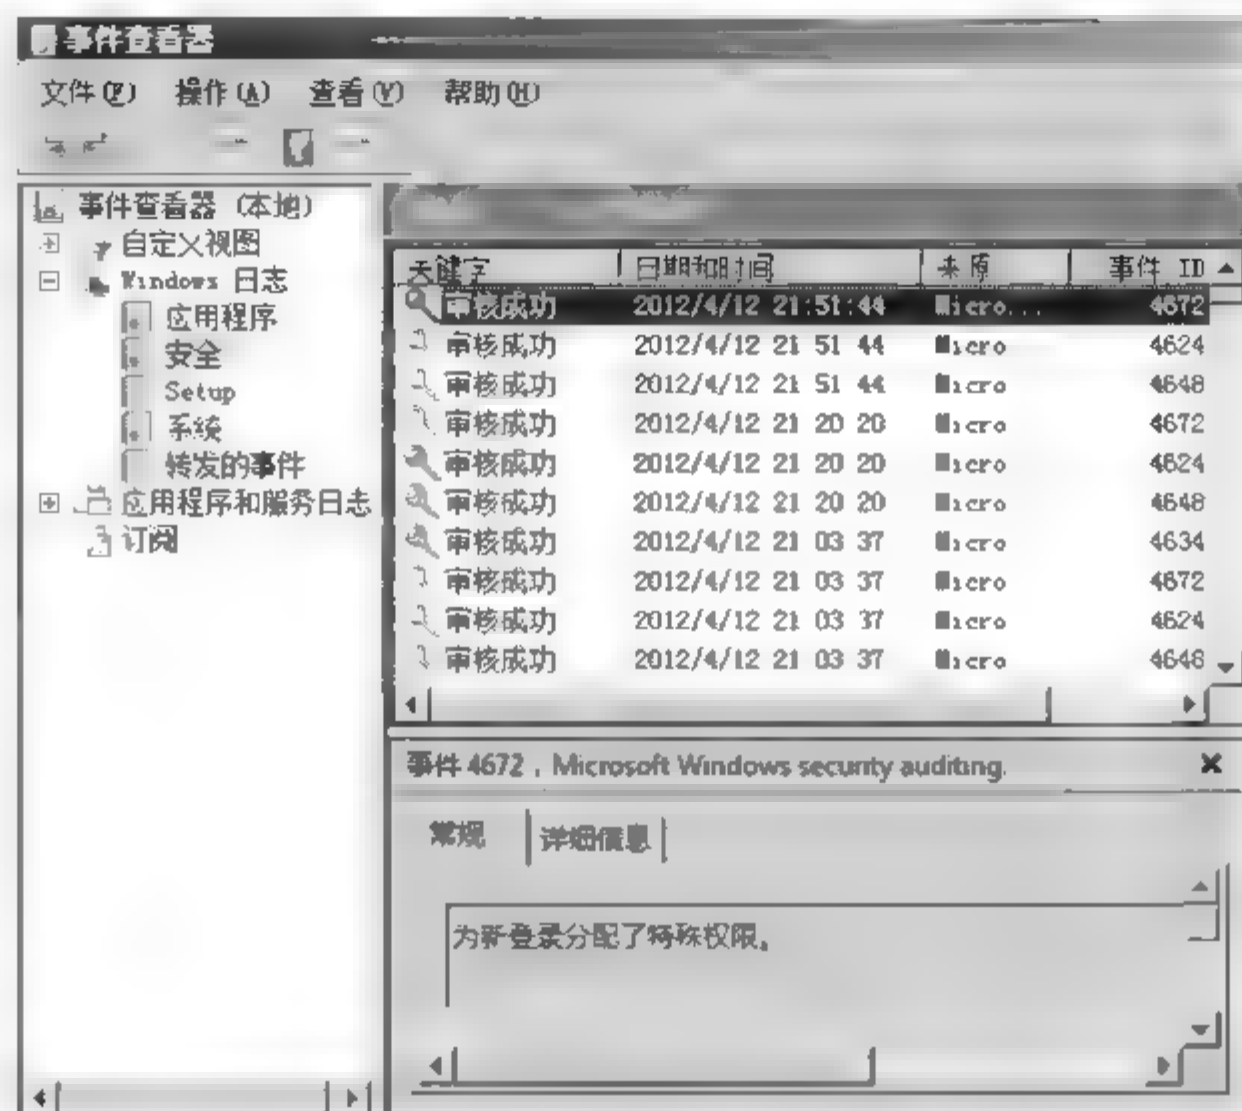 事件查看器
文件(F) 操作(A) 查看(V) 帮助(H)
事件查看器 (本地)
自定义视图
Windows 日志
应用程序
安全
Setup
系统
转发的事件
应用程序和服务日志
订阅
关键字 日期和时间 来源 事件 ID
审核成功 2012/4/12 21:51:44 Micro... 4672
审核成功 2012/4/12 21 51 44 Micro 4624
审核成功 2012/4/12 21 51 44 Micro 4648
审核成功 2012/4/12 21 20 20 Micro 4672
审核成功 2012/4/12 21 20 20 Micro 4624
审核成功 2012/4/12 21 20 20 Micro 4648
审核成功 2012/4/12 21 03 37 Micro 4634
审核成功 2012/4/12 21 03 37 Micro 4672
审核成功 2012/4/12 21 03 37 Micro 4624
审核成功 2012/4/12 21 03 37 Micro 4648
事件 4672，Microsoft Windows security auditing.
常规 详细信息
为新登录分配了特殊权限。